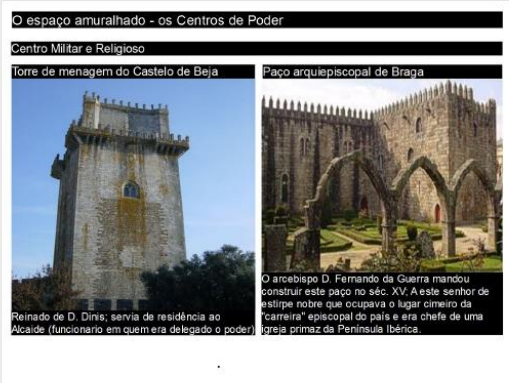 O espaço amuralhado - os Centros de Poder
Centro Militar e Religioso
Torre de menagem do Castelo de Beja
Paço arquiepiscopal de Braga
Reinado de D. Dinis; servia de residência ao
Alcaide (funcionario em quem era delegado o poder)
O arcebispo D. Fernando da Guerra mandou
construir este paço no séc. XV; A este senhor de
estirpe nobre que ocupava o lugar cimeiro da
"carreira" episcopal do país e era chefe de uma
igreja primaz da Península Ibérica.